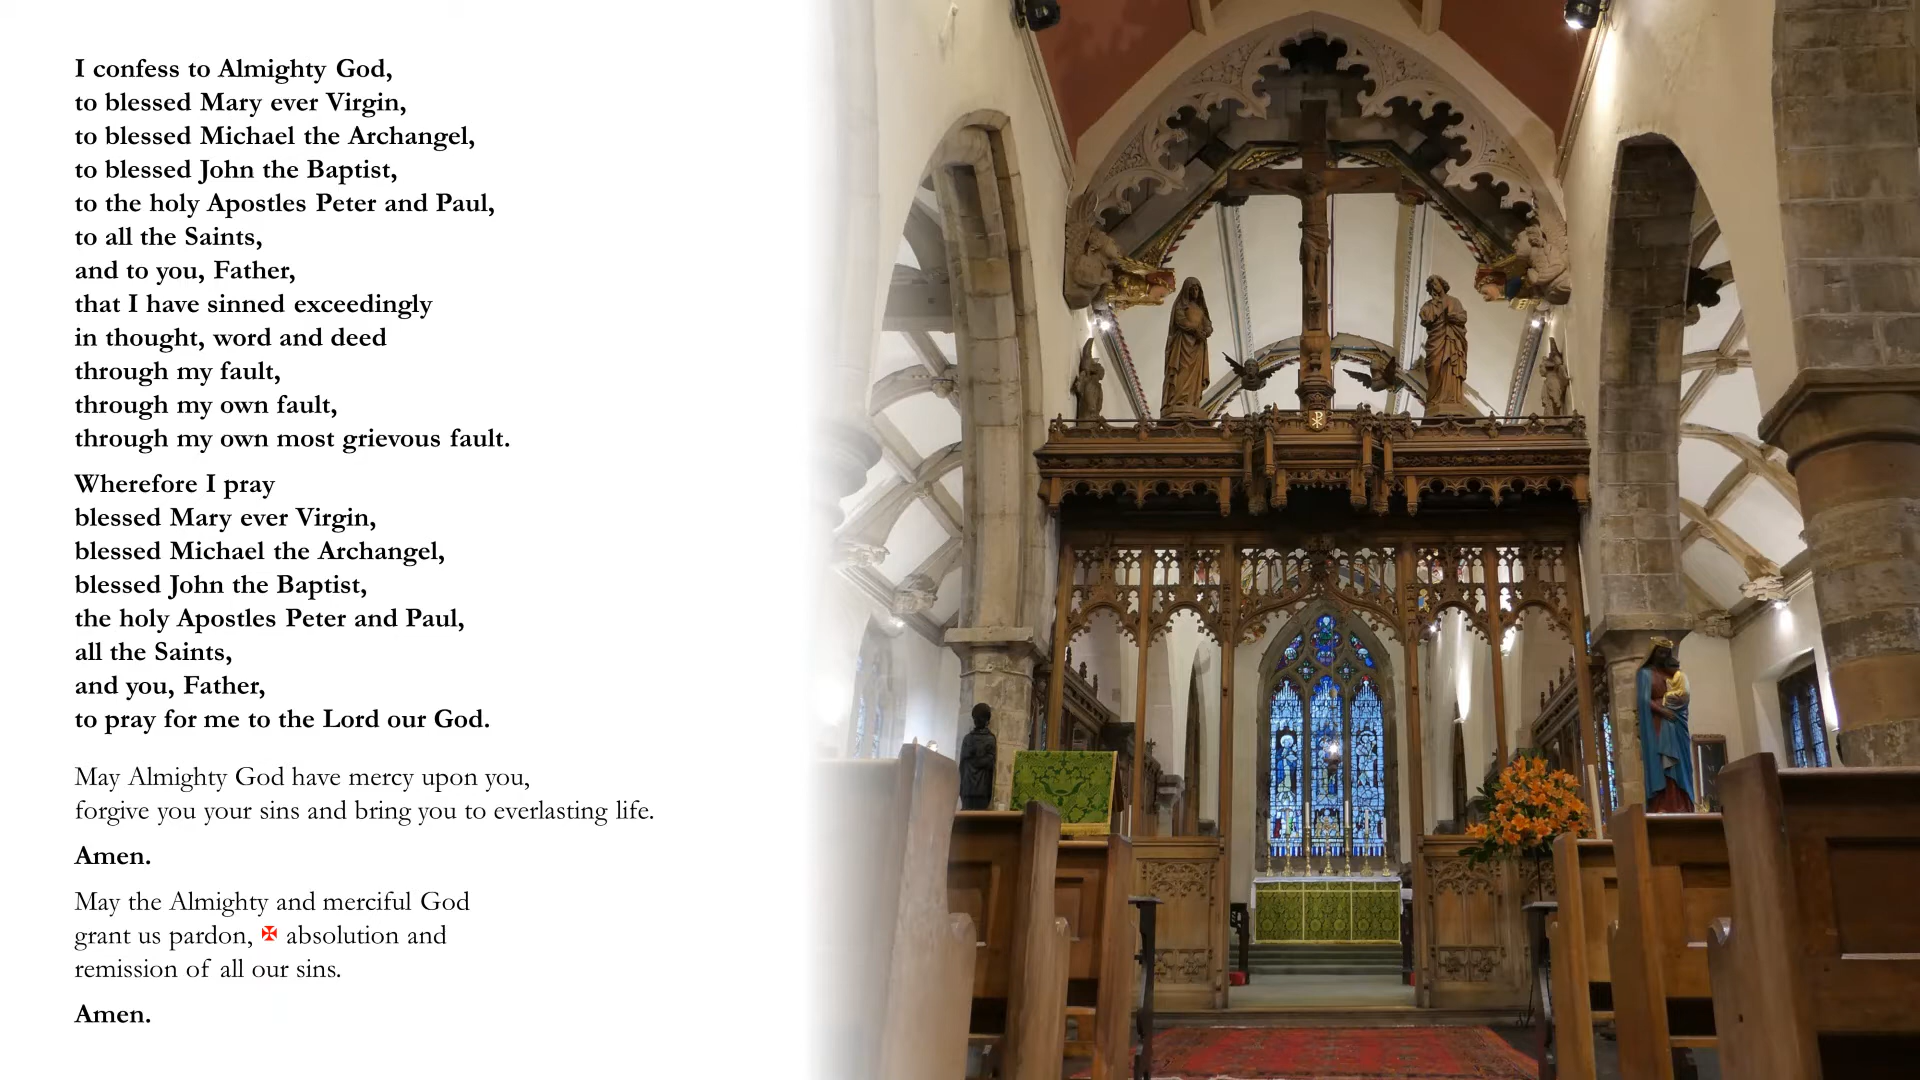 I confess to Almighty God,
to blessed Mary ever Virgin,
to blessed Michael the Archangel,
to blessed John the Baptist,
to the holy Apostles Peter and Paul,
to all the Saints,
and to you, Father,
that I have sinned exceedingly
in thought, word and deed
through my fault,
through my own fault,
through my own most grievous fault.
Wherefore I pray
blessed Mary ever Virgin,
blessed Michael the Archangel,
blessed John the Baptist,
the holy Apostles Peter and Paul,
all the Saints,
and you, Father,
to pray for me to the Lord our God.
May Almighty God have mercy upon you,
forgive you your sins and bring you to everlasting life.
Amen.
May the Almighty and merciful God
grant us pardon, ✠ absolution and
remission of all our sins.
Amen.